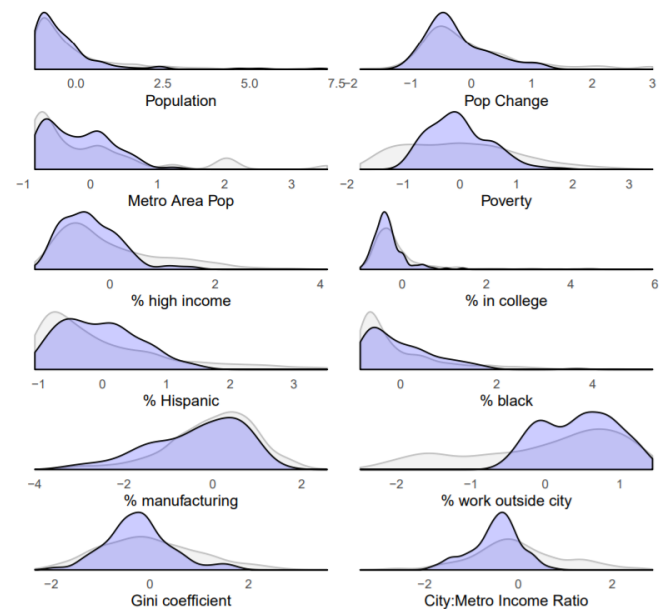 0.0 2.5 5.0 7.5
Population
−2 −1 0 1 2 3
Pop Change
−1 0 1 2 3
Metro Area Pop
−2 −1 0 1 2 3
Poverty
0 2 4
% high income
0 2 4 6
% in college
−1 0 1 2 3
% Hispanic
0 2 4
% black
−4 −2 0 2
% manufacturing
−2 −1 0 1
% work outside city
−2 0 2
Gini coefficient
−2 0 2
City:Metro Income Ratio